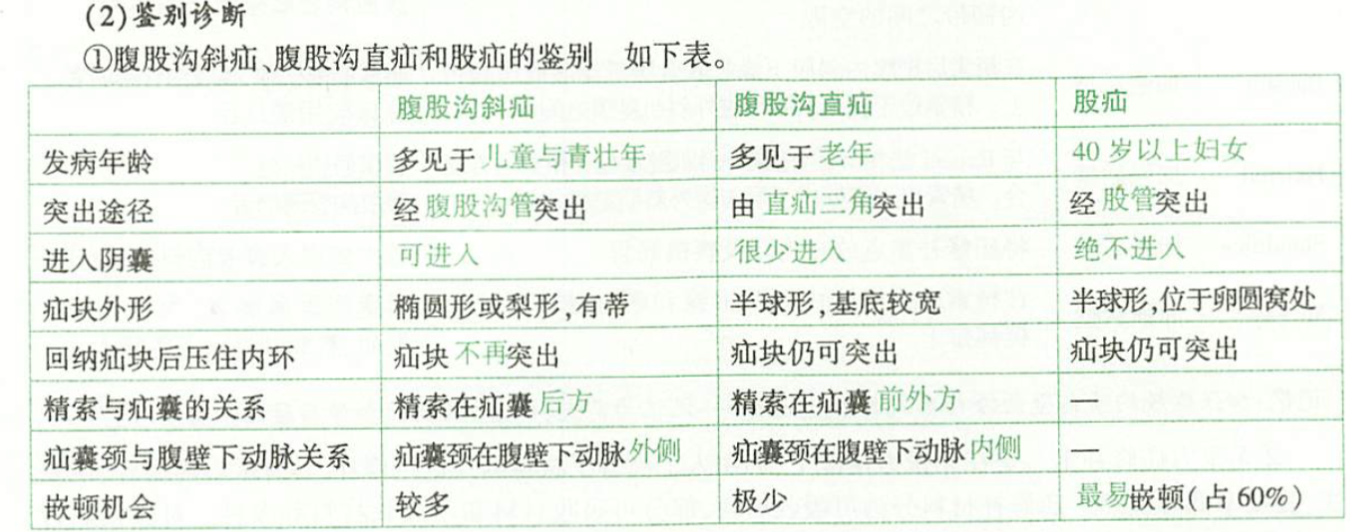 (2)鉴别诊断
①腹股沟斜疝、腹股沟直疝和股疝的鉴别 如下表。
腹股沟斜疝 腹股沟直疝 股疝
发病年龄 多见于儿童与青壮年 多见于老年 40岁以上妇女
突出途径 经腹股沟管突出 由直疝三角突出 经股管突出
进入阴囊 可进入 很少进入 绝不进入
疝块外形 椭圆形或梨形,有蒂 半球形,基底较宽 半球形,位于卵圆窝处
回纳疝块后压住内环 疝块不再突出 疝块仍可突出 疝块仍可突出
精索与疝囊的关系 精索在疝囊后方 精索在疝囊前外方
疝囊颈与腹壁下动脉关系 疝囊颈在腹壁下动脉外侧 疝囊颈在腹壁下动脉内侧 —
嵌顿机会 较多 极少 最易嵌顿(占60%)